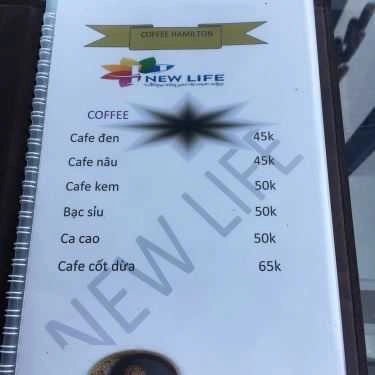 COFFEE HAMILTON
NEW LIFE
COFFEE
Cafe đen 45k
Cafe nâu 45k
Cafe kem 50k
Bạc sỉu 50k
Ca cao 50k
Cafe cốt dừa 65k
NEW LIFE